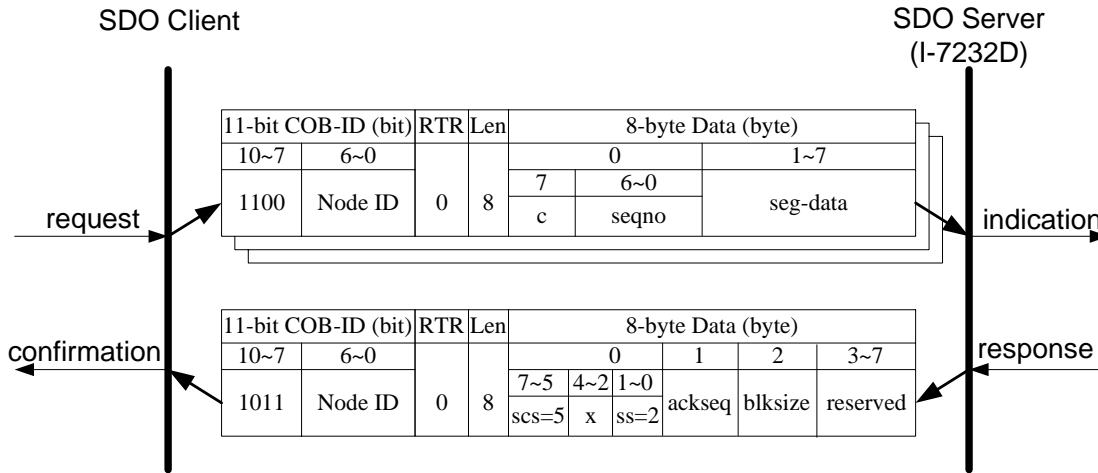 SDO Client
SDO Server
(I-7232D)
11-bit COB-ID (bit) RTR Len 8-byte Data (byte)
10~7 6~0 0 1~7
7 6~0
1100 Node ID 0 8 seg-data
c seqno
request
indication
11-bit COB-ID (bit) RTR Len 8-byte Data (byte)
10~7 6~0 0 1 2 3~7
confirmation
response
7~5 4~2 1~0
1011 Node ID 0 8 ackseq blksize reserved
scs=5 x ss=2